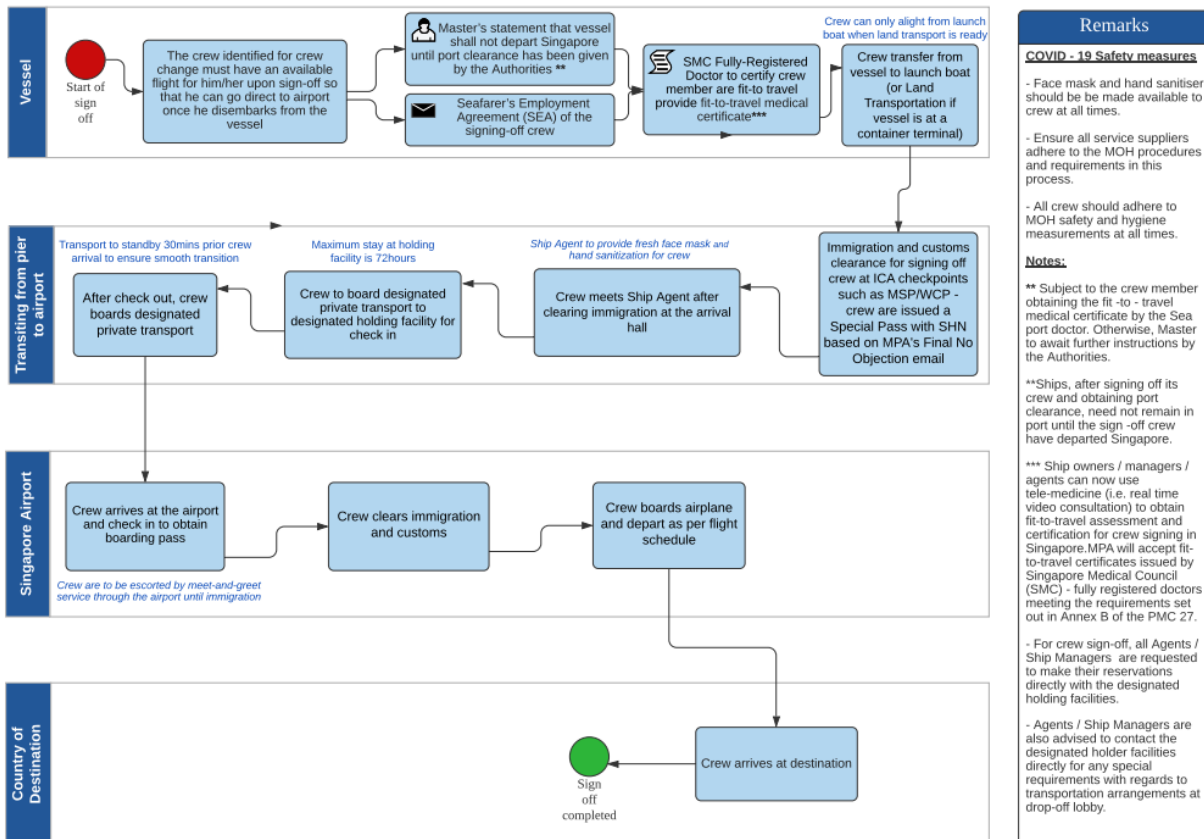 Vessel
Start of
sign
off
The crew identified for crew
change must have an available
flight for him/her upon sign-off so
that he can go direct to airport
once he disembarks from the
vessel
Master's statement that vessel
shall not depart Singapore
until port clearance has been given
by the Authorities **
Seafarer's Employment
Agreement (SEA) of the
signing-off crew
SMC Fully-Registered
Doctor to certify crew
member are fit-to travel
provide fit-to-travel medical
certificate***
Crew can only alight from launch
boat when land transport is ready
Crew transfer from
vessel to launch boat
(or Land
Transportation if
vessel is at a
container terminal)
Transiting from pier
to airport
Transport to standby 30mins prior crew
arrival to ensure smooth transition
After check out, crew
boards designated
private transport
Maximum stay at holding
facility is 72hours
Crew to board designated
private transport to
designated holding facility for
check in
Ship Agent to provide fresh face mask and
hand sanitization for crew
Crew meets Ship Agent after
clearing immigration at the arrival
hall
Immigration and customs
clearance for signing off
crew at ICA checkpoints
such as MSP/WCP -
crew are issued a
Special Pass with SHN
based on MPA's Final No
Objection email
Singapore Airport
Crew arrives at the airport
and check in to obtain
boarding pass
Crew are to be escorted by meet-and-greet
service through the airport until immigration
Crew clears immigration
and customs
Crew boards airplane
and depart as per flight
schedule
Country of
Destination
Sign
off
completed
Crew arrives at destination
Remarks
COVID - 19 Safety measures
- Face mask and hand sanitiser
should be be made available to
crew at all times.
- Ensure all service suppliers
adhere to the MOH procedures
and requirements in this
process.
- All crew should adhere to
MOH safety and hygiene
measurements at all times.
Notes:
** Subject to the crew member
obtaining the fit -to - travel
medical certificate by the Sea
port doctor. Otherwise, Master
to await further instructions by
the Authorities.
**Ships, after signing off its
crew and obtaining port
clearance, need not remain in
port until the sign -off crew
have departed Singapore.
*** Ship owners / managers /
agents can now use
tele-medicine (i.e. real time
video consultation) to obtain
fit-to-travel assessment and
certification for crew signing in
Singapore.MPA will accept fit-
to-travel certificates issued by
Singapore Medical Council
(SMC) - fully registered doctors
meeting the requirements set
out in Annex B of the PMC 27.
- For crew sign-off, all Agents /
Ship Managers are requested
to make their reservations
directly with the designated
holding facilities.
- Agents / Ship Managers are
also advised to contact the
designated holder facilities
directly for any special
requirements with regards to
transportation arrangements at
drop-off lobby.